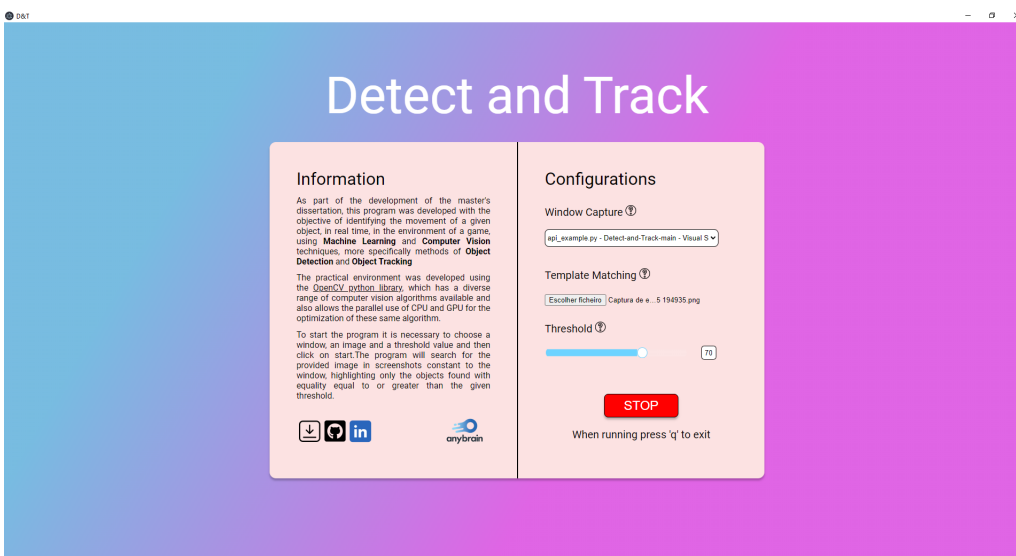 D&T
Detect and Track
Information
As part of the development of the master's
dissertation, this program was developed with the
objective of identifying the movement of a given
object, in real time, in the environment of a game,
using Machine Learning and Computer Vision
techniques, more specifically methods of Object
Detection and Object Tracking
The practical environment was developed using
the OpenCV python library, which has a diverse
range of computer vision algorithms available and
also allows the parallel use of CPU and GPU for the
optimization of these same algorithm.
To start the program it is necessary to choose a
window, an image and a threshold value and then
click on start.The program will search for the
provided image in screenshots constant to the
window, highlighting only the objects found with
equality equal to or greater than the given
threshold.
in
anybrain
Configurations
Window Capture ?
api_example.py - Detect-and-Track-main - Visual S
Template Matching ?
Escolher ficheiro Captura de e...5 194935.png
Threshold ?
70
STOP
When running press 'q' to exit